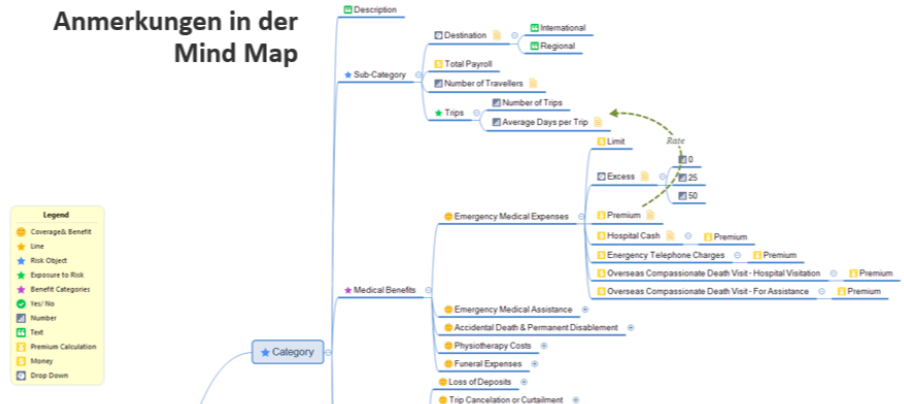 Anmerkungen in der
Mind Map
Description
Sub-Category
Destination
International
Regional
Total Payroll
Number of Travellers
Trips
Number of Trips
Average Days per Trip
Rate
Limit
Excess
0
25
50
Premium
Emergency Medical Expenses
Hospital Cash
Premium
Energency Telephone Charges
Premium
Overseas Compassionate Death Visit - Hospital Visitation
Premium
Overseas Compassionate Death Visit - For Assistance
Premium
Medical Benefits
Emergency Medical Assistance
Accidental Death & Permanent Disablement
Physiotherapy Costs
Funeral Expenses
Category
Loss of Deposits
Trip Cancelation or Curtailment
Legend
Coverage& Benefit
Line
Risk Object
Exposure to Risk
Benefit Categories
Yes/ No
Number
Text
Premium Calculation
Money
Drop Down